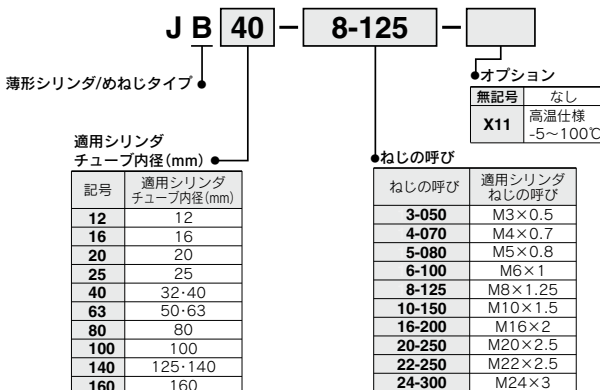 JB 40 － 8-125 －
薄形シリンダ/めねじタイプ
オプション
無記号 なし
X11 高温仕様
-5～100℃
適用シリンダ
チューブ内径(mm)
記号 適用シリンダ
チューブ内径(mm)
12 12
16 16
20 20
25 25
40 32･40
63 50･63
80 80
100 100
140 125･140
160 160
ねじの呼び
ねじの呼び 適用シリンダ
ねじの呼び
3-050 M3×0.5
4-070 M4×0.7
5-080 M5×0.8
6-100 M6×1
8-125 M8×1.25
10-150 M10×1.5
16-200 M16×2
20-250 M20×2.5
22-250 M22×2.5
24-300 M24×3